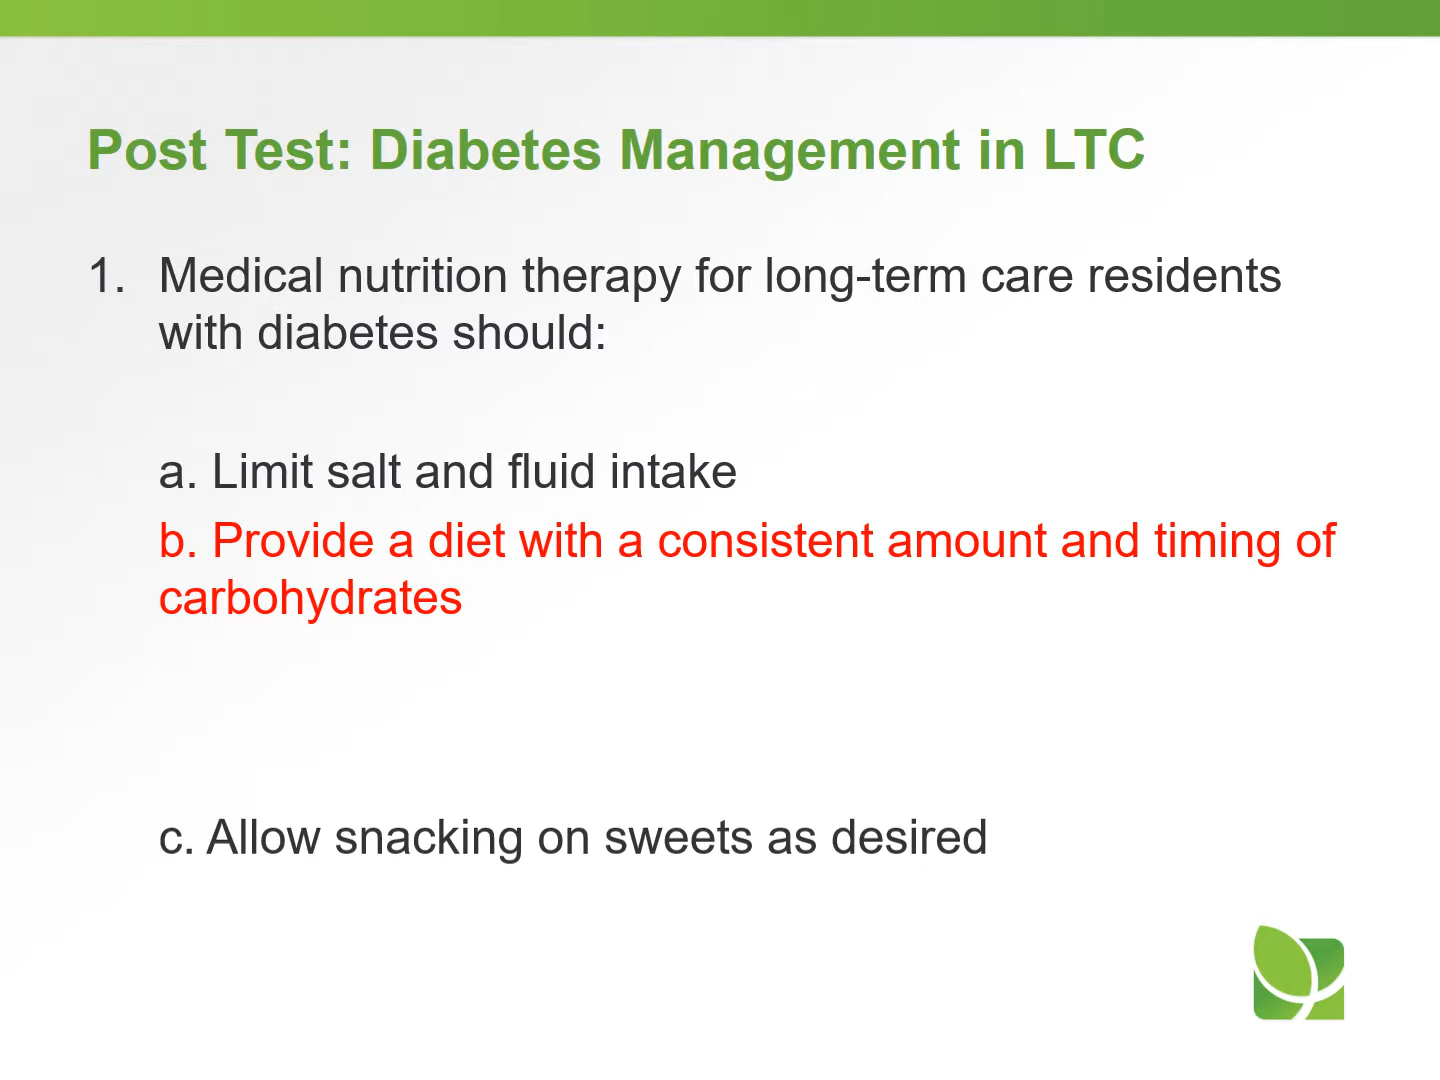 Post Test: Diabetes Management in LTC
1. Medical nutrition therapy for long-term care residents
with diabetes should:
a. Limit salt and fluid intake
b. Provide a diet with a consistent amount and timing of
carbohydrates
c. Allow snacking on sweets as desired